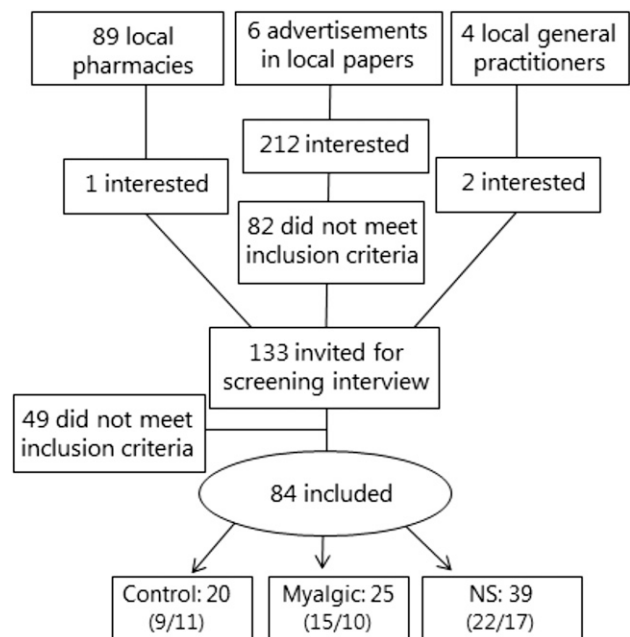 89 local
pharmacies
6 advertisements
in local papers
4 local general
practitioners
212 interested
1 interested
2 interested
82 did not meet
inclusion criteria
133 invited for
screening interview
49 did not meet
inclusion criteria
84 included
Control: 20
(9/11)
Myalgic: 25
(15/10)
NS: 39
(22/17)